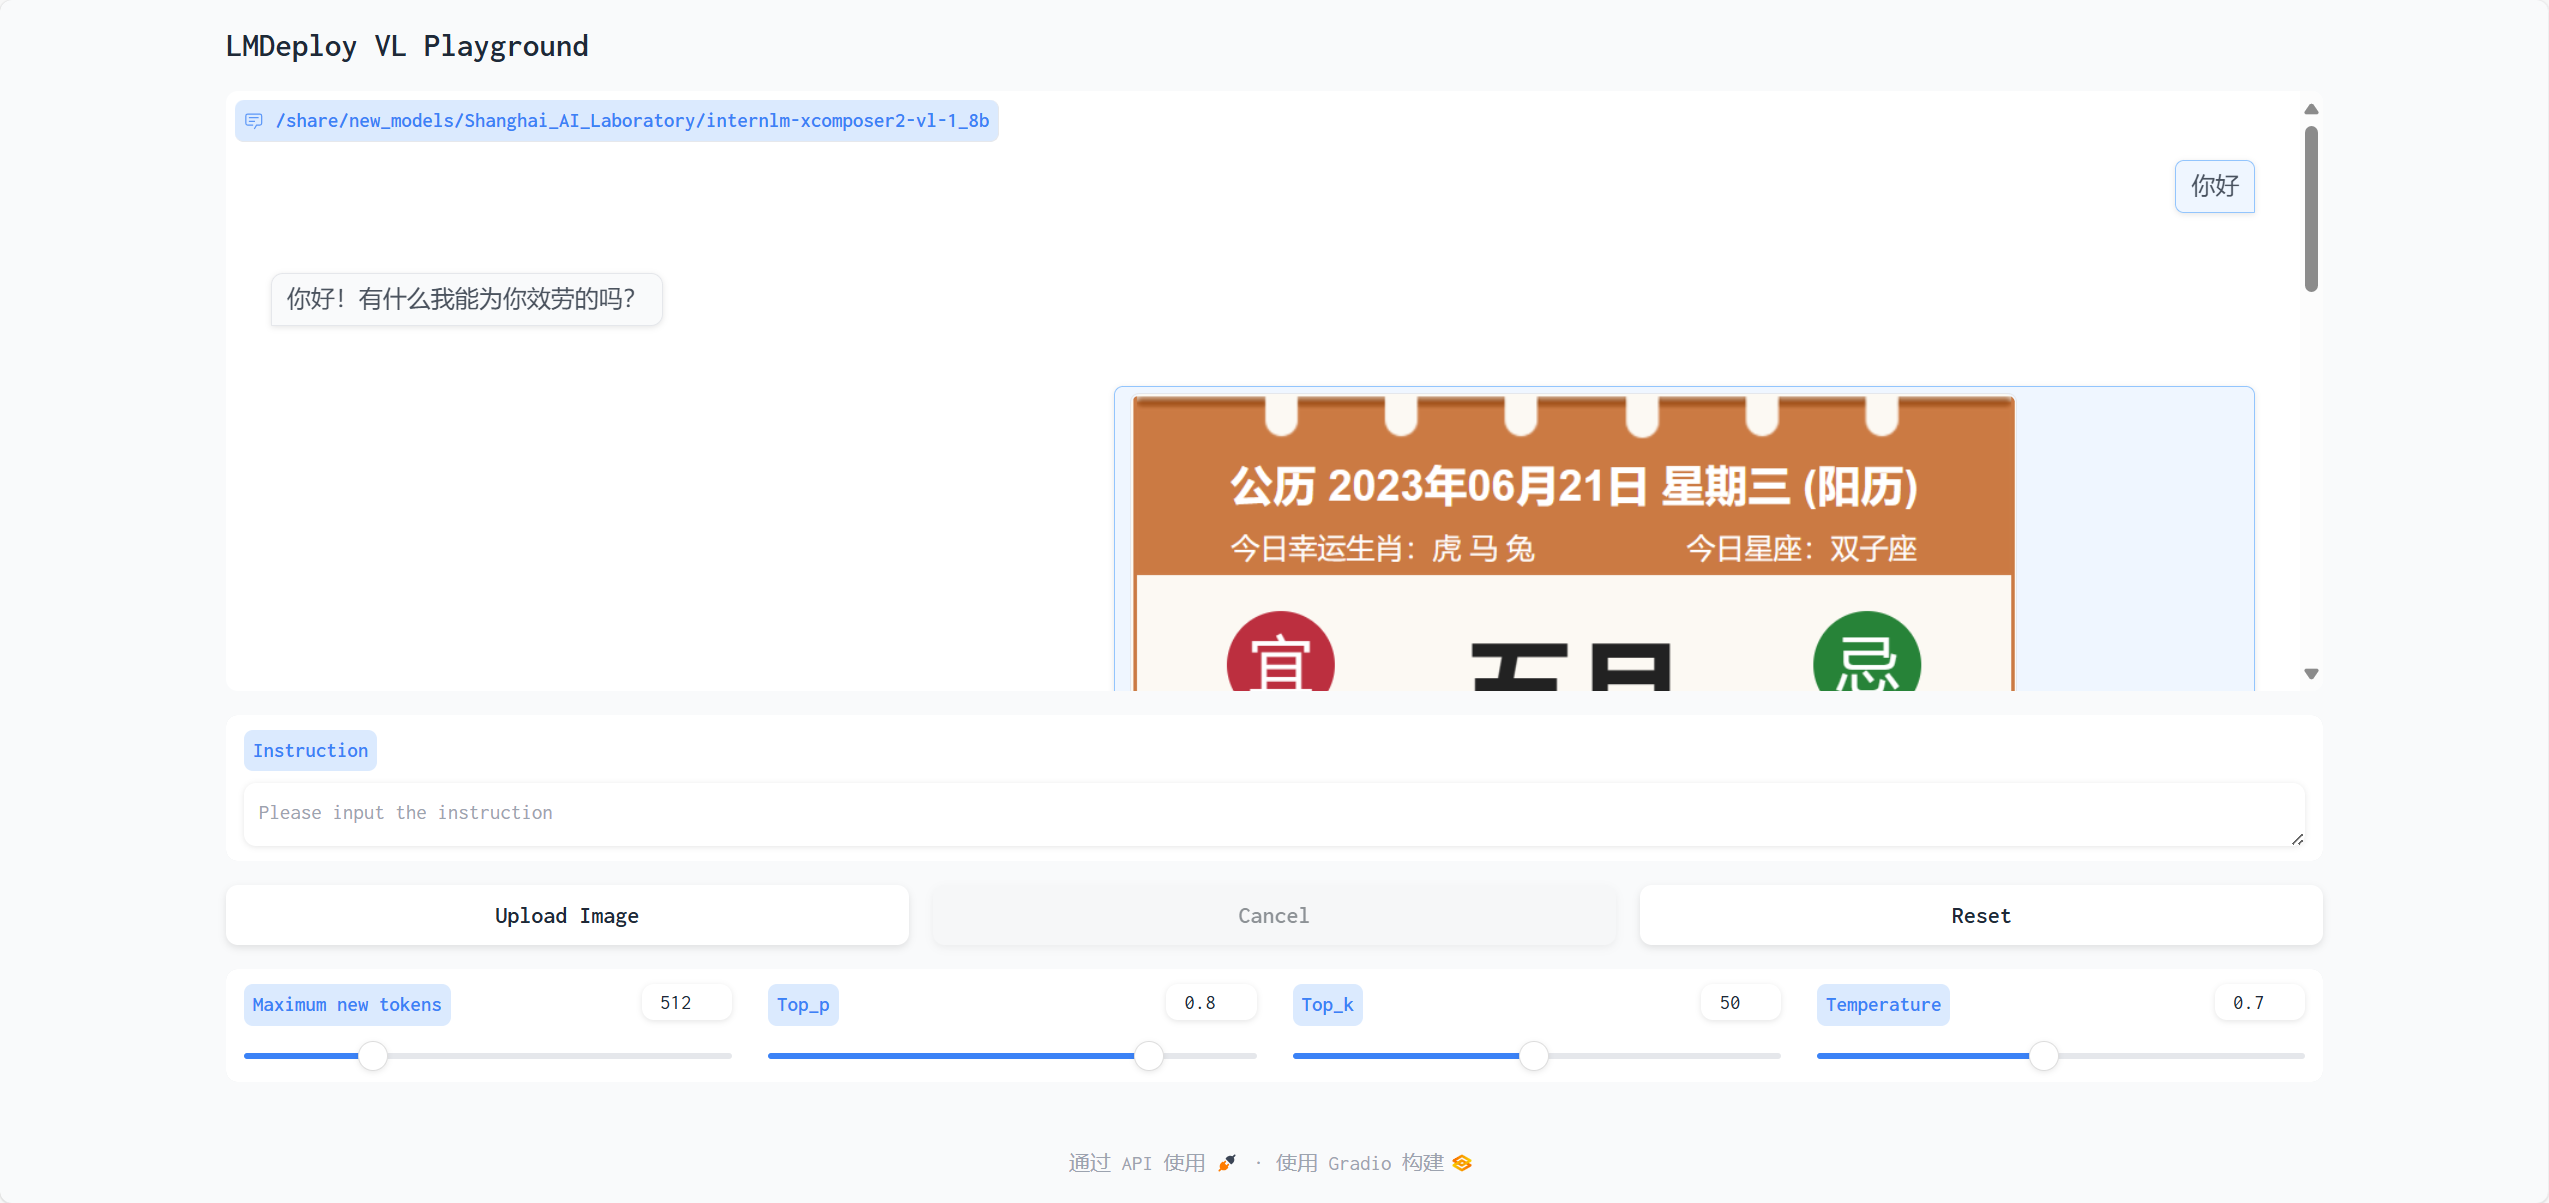 LMDeploy VL Playground
/share/new_models/Shanghai_AI_Laboratory/internlm-xcomposer2-vl-1_8b
你好
你好！有什么我能为你效劳的吗？
公历 2023年06月21日 星期三 (阳历)
今日幸运生肖：虎 马 兔 今日星座：双子座
宜 五月 忌
Instruction
Please input the instruction
Upload Image Cancel Reset
Maximum new tokens 512 Top_p 0.8 Top_k 50 Temperature 0.7
通过 API 使用 · 使用 Gradio 构建